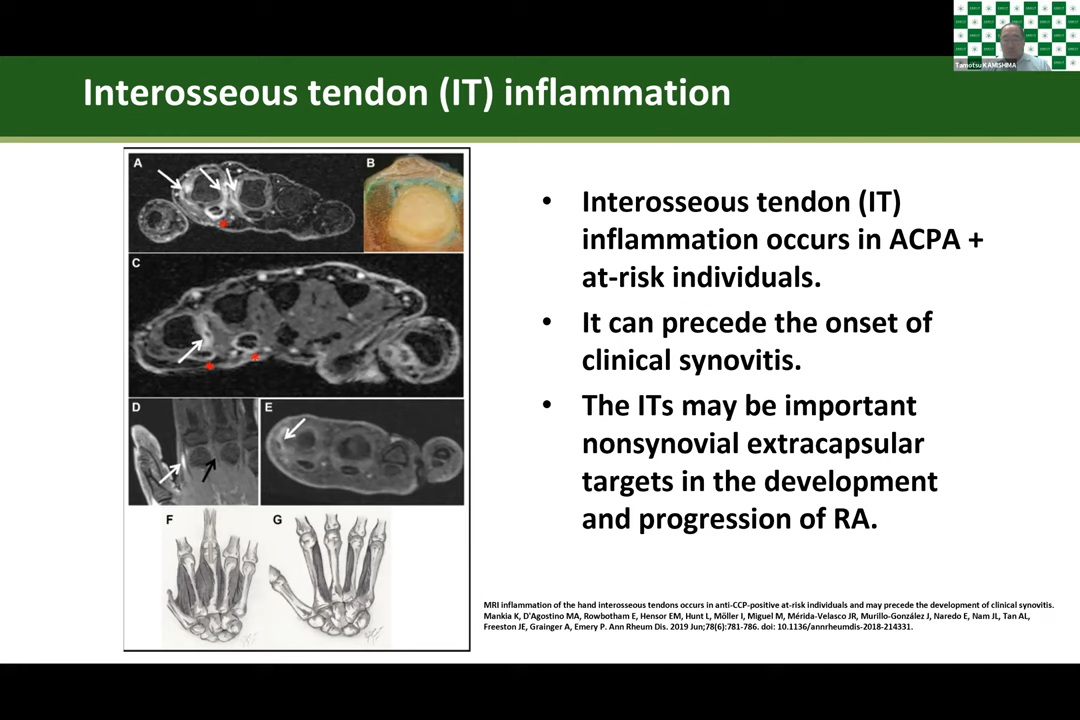 Tamotsu KAMISHIMA
Interosseous tendon (IT) inflammation
A
B
C
D
E
F
G
• Interosseous tendon (IT)
inflammation occurs in ACPA +
at-risk individuals.
• It can precede the onset of
clinical synovitis.
• The ITs may be important
nonsynovial extracapsular
targets in the development
and progression of RA.
MRI inflammation of the hand interosseous tendons occurs in anti-CCP-positive at-risk individuals and may precede the development of clinical synovitis.
Mankia K, D'Agostino MA, Rowbotham E, Hensor EM, Hunt L, Möller I, Miguel M, Mérida-Velasco JR, Murillo-González J, Naredo E, Nam JL, Tan AL,
Freeston JE, Grainger A, Emery P. Ann Rheum Dis. 2019 Jun;78(6):781-786. doi: 10.1136/annrheumdis-2018-214331.